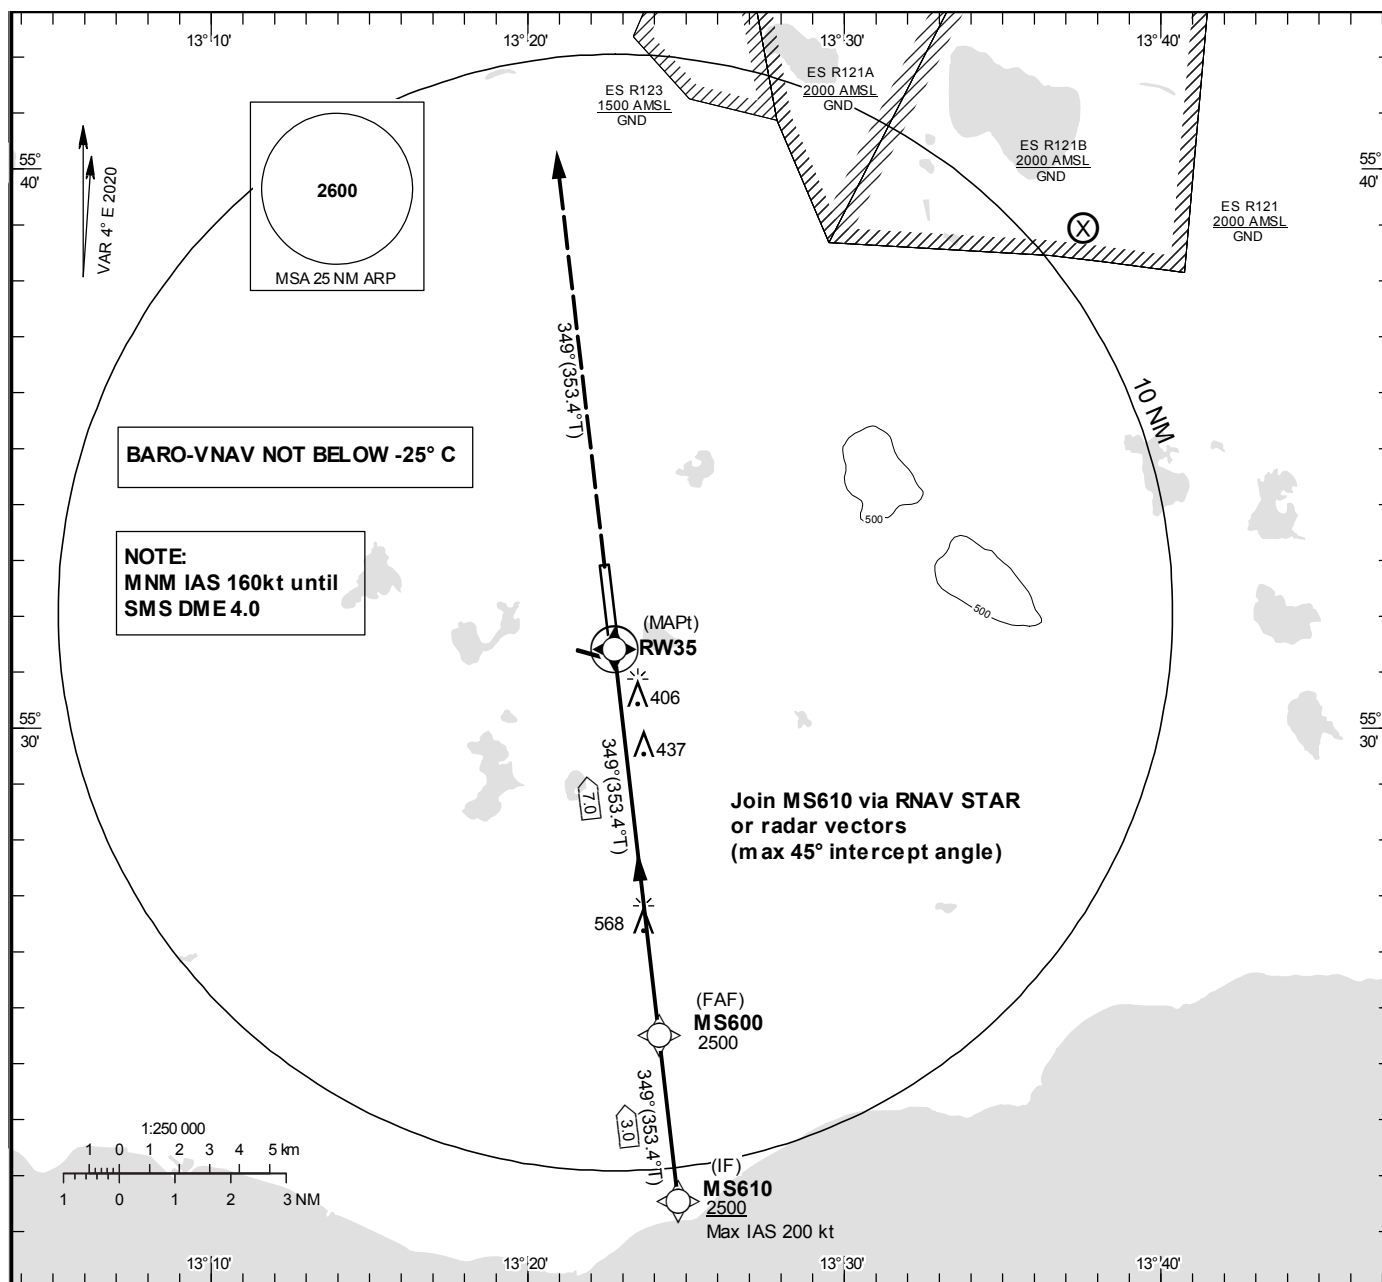 13°10'
13°20'
13°30'
13°40'
ES R123
1500 AMSL
GND
ES R121A
2000 AMSL
GND
ES R121B
2000 AMSL
GND
ES R121
2000 AMSL
GND
X
55°
40'
55°
40'
VAR 4° E 2020
2600
MSA 25 NM ARP
349°(353.4°T)
10 NM
BARO-VNAV NOT BELOW -25° C
NOTE:
MNM IAS 160kt until
SMS DME 4.0
500
500
(MAPt)
RW35
406
437
55°
30'
55°
30'
349°(353.4°T)
7.0
Join MS610 via RNAV STAR
or radar vectors
(max 45° intercept angle)
568
(FAF)
MS600
2500
349°(353.4°T)
3.0
(IF)
MS610
2500
Max IAS 200 kt
1:250 000
1 0 1 2 3 4 5 km
1 0 1 2 3 NM
13°10'
13°20'
13°30'
13°40'